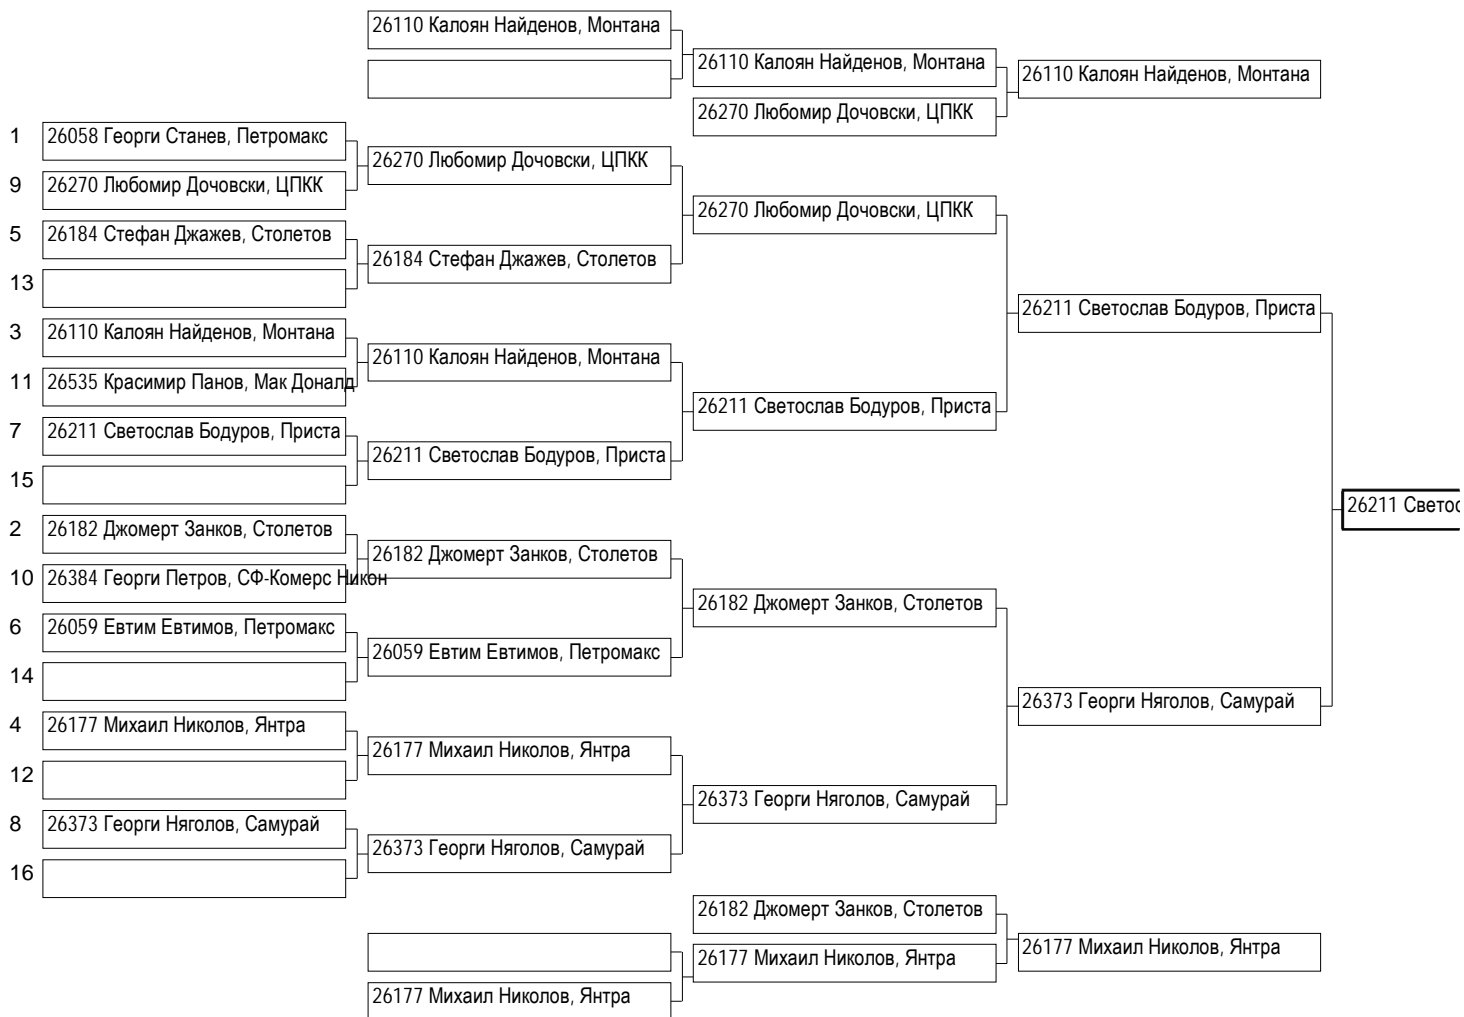 26110 Калоян Найденов, Монтана
26110 Калоян Найденов, Монтана
26110 Калоян Найденов, Монтана
26270 Любомир Дочовски, ЦПКК
1 26058 Георги Станев, Петромакс
26270 Любомир Дочовски, ЦПКК
9 26270 Любомир Дочовски, ЦПКК
26270 Любомир Дочовски, ЦПКК
5 26184 Стефан Джажев, Столетов
26184 Стефан Джажев, Столетов
13
26211 Светослав Бодуров, Приста
3 26110 Калоян Найденов, Монтана
26110 Калоян Найденов, Монтана
11 26535 Красимир Панов, Мак Доналд
26211 Светослав Бодуров, Приста
7 26211 Светослав Бодуров, Приста
26211 Светослав Бодуров, Приста
15
26211 Светос
2 26182 Джомерт Занков, Столетов
26182 Джомерт Занков, Столетов
10 26384 Георги Петров, СФ-Комерс Никон
26182 Джомерт Занков, Столетов
6 26059 Евтим Евтимов, Петромакс
26059 Евтим Евтимов, Петромакс
14
26373 Георги Няголов, Самурай
4 26177 Михаил Николов, Янтра
26177 Михаил Николов, Янтра
12
26373 Георги Няголов, Самурай
8 26373 Георги Няголов, Самурай
26373 Георги Няголов, Самурай
16
26182 Джомерт Занков, Столетов
26177 Михаил Николов, Янтра
26177 Михаил Николов, Янтра
26177 Михаил Николов, Янтра